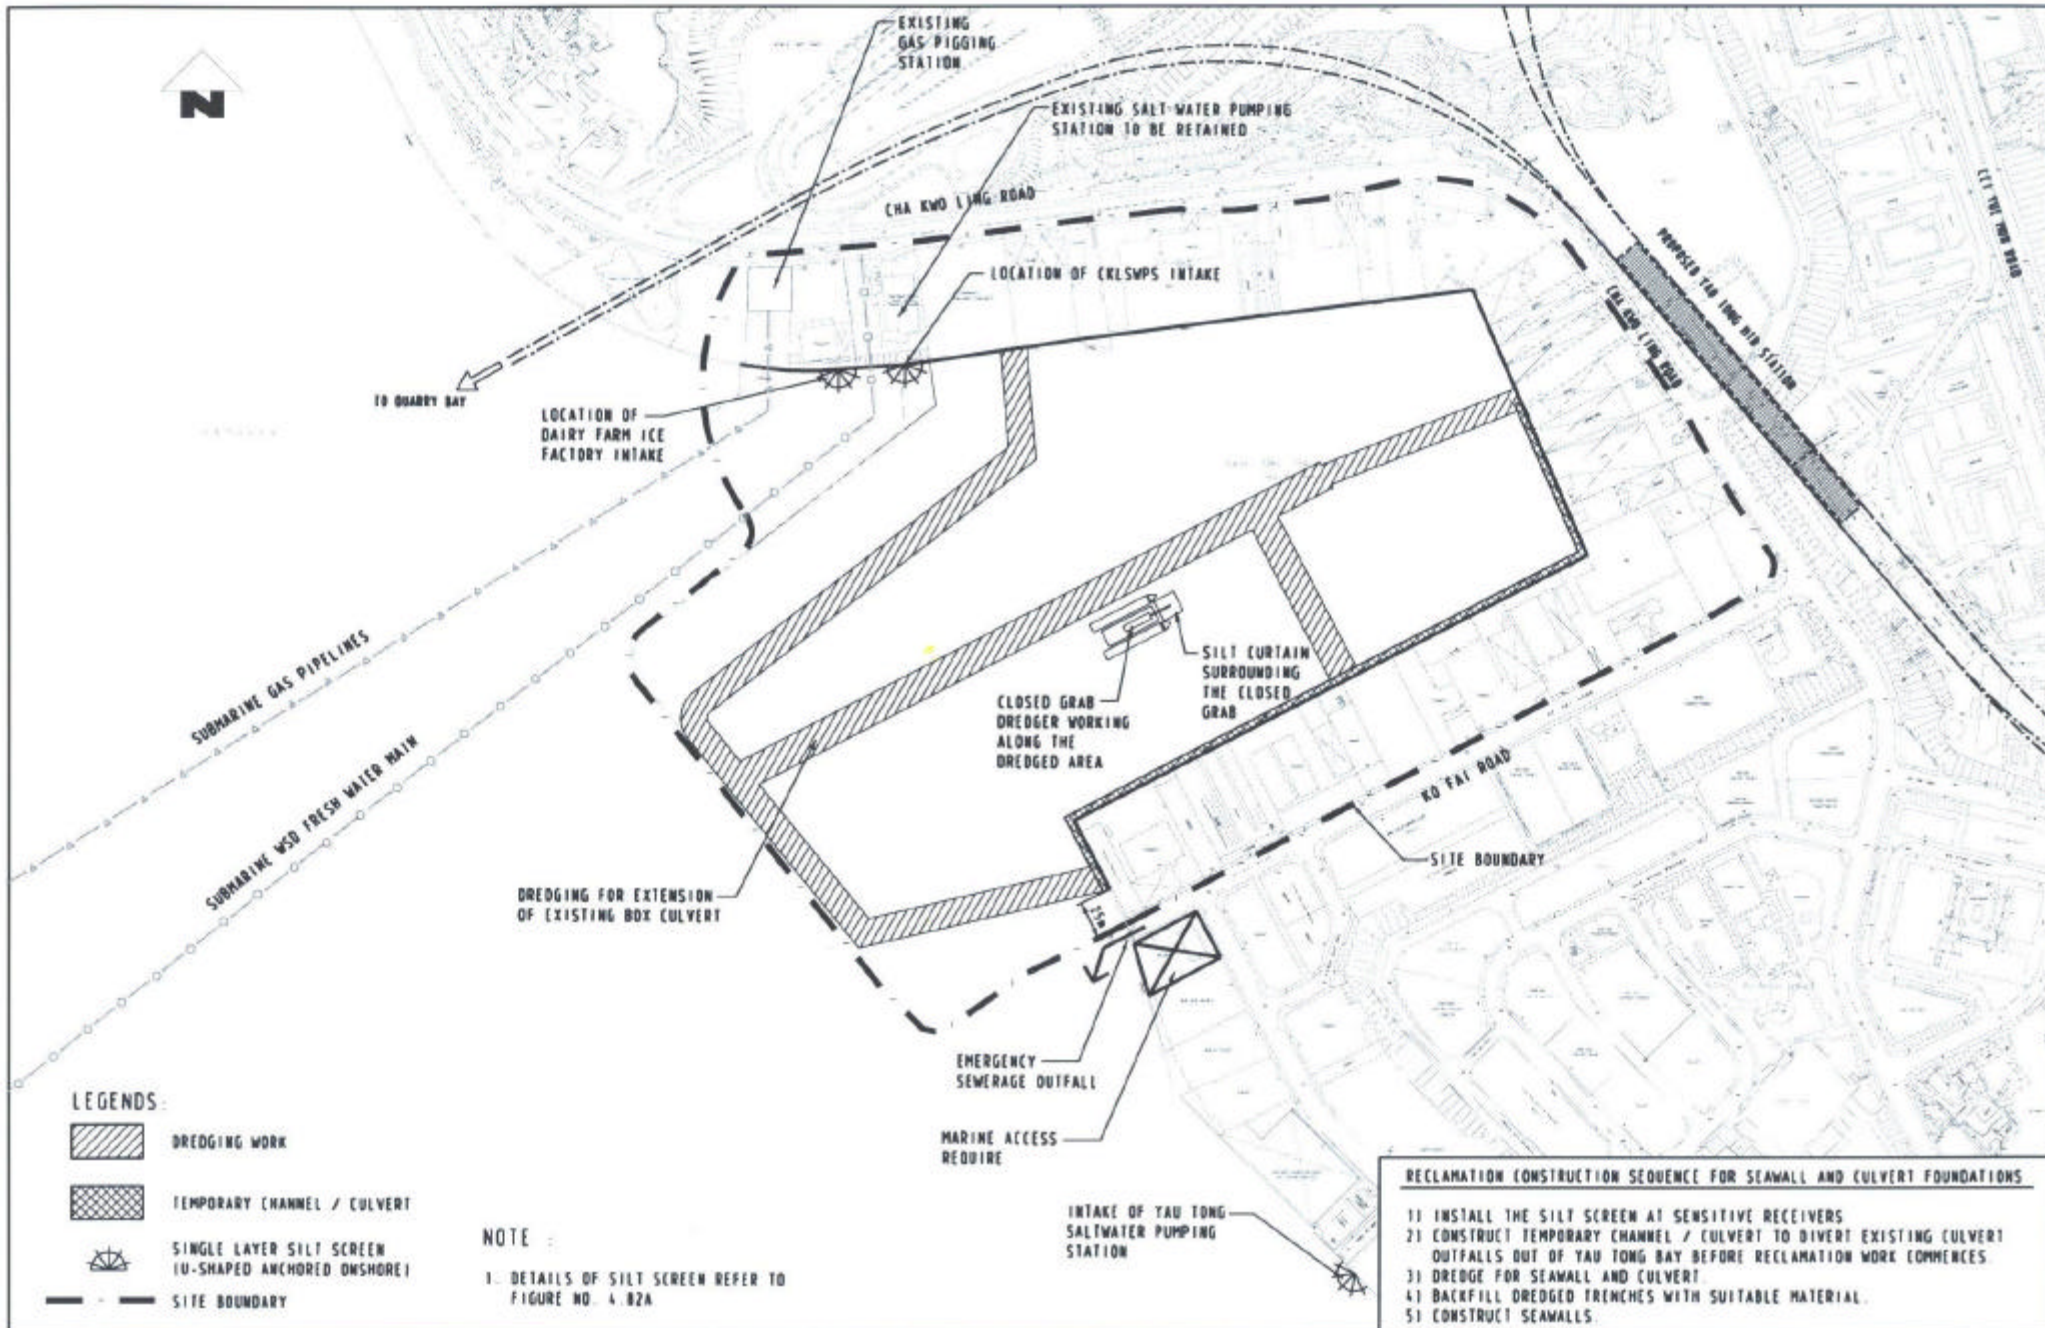 EXISTING
GAS PIGGING
STATION
N
EXISTING SALT WATER PUMPING
STATION TO BE RETAINED
CHA KWO LING ROAD
LEI YUE MUN ROAD
PROPOSED YAU TONG MTR STATION
CHA KWO LING ROAD
LOCATION OF CKLSWPS INTAKE
TO QUARRY BAY
LOCATION OF
DAIRY FARM ICE
FACTORY INTAKE
SUBMARINE GAS PIPELINES
SUBMARINE WSD FRESH WATER MAIN
SILT CURTAIN
SURROUNDING
THE CLOSED
GRAB
CLOSED GRAB
DREDGER WORKING
ALONG THE
DREDGED AREA
KO FAI ROAD
SITE BOUNDARY
DREDGING FOR EXTENSION
OF EXISTING BOX CULVERT
25m
EMERGENCY
SEWERAGE OUTFALL
MARINE ACCESS
REQUIRE
INTAKE OF YAU TONG
SALTWATER PUMPING
STATION
LEGENDS:
DREDGING WORK
TEMPORARY CHANNEL / CULVERT
SINGLE LAYER SILT SCREEN
(U-SHAPED ANCHORED ONSHORE)
SITE BOUNDARY
NOTE :
1. DETAILS OF SILT SCREEN REFER TO
FIGURE NO. 4.B2A
RECLAMATION CONSTRUCTION SEQUENCE FOR SEAWALL AND CULVERT FOUNDATIONS
1) INSTALL THE SILT SCREEN AT SENSITIVE RECEIVERS
2) CONSTRUCT TEMPORARY CHANNEL / CULVERT TO DIVERT EXISTING CULVERT
OUTFALLS OUT OF YAU TONG BAY BEFORE RECLAMATION WORK COMMENCES.
3) DREDGE FOR SEAWALL AND CULVERT.
4) BACKFILL DREDGED TRENCHES WITH SUITABLE MATERIAL.
5) CONSTRUCT SEAWALLS.